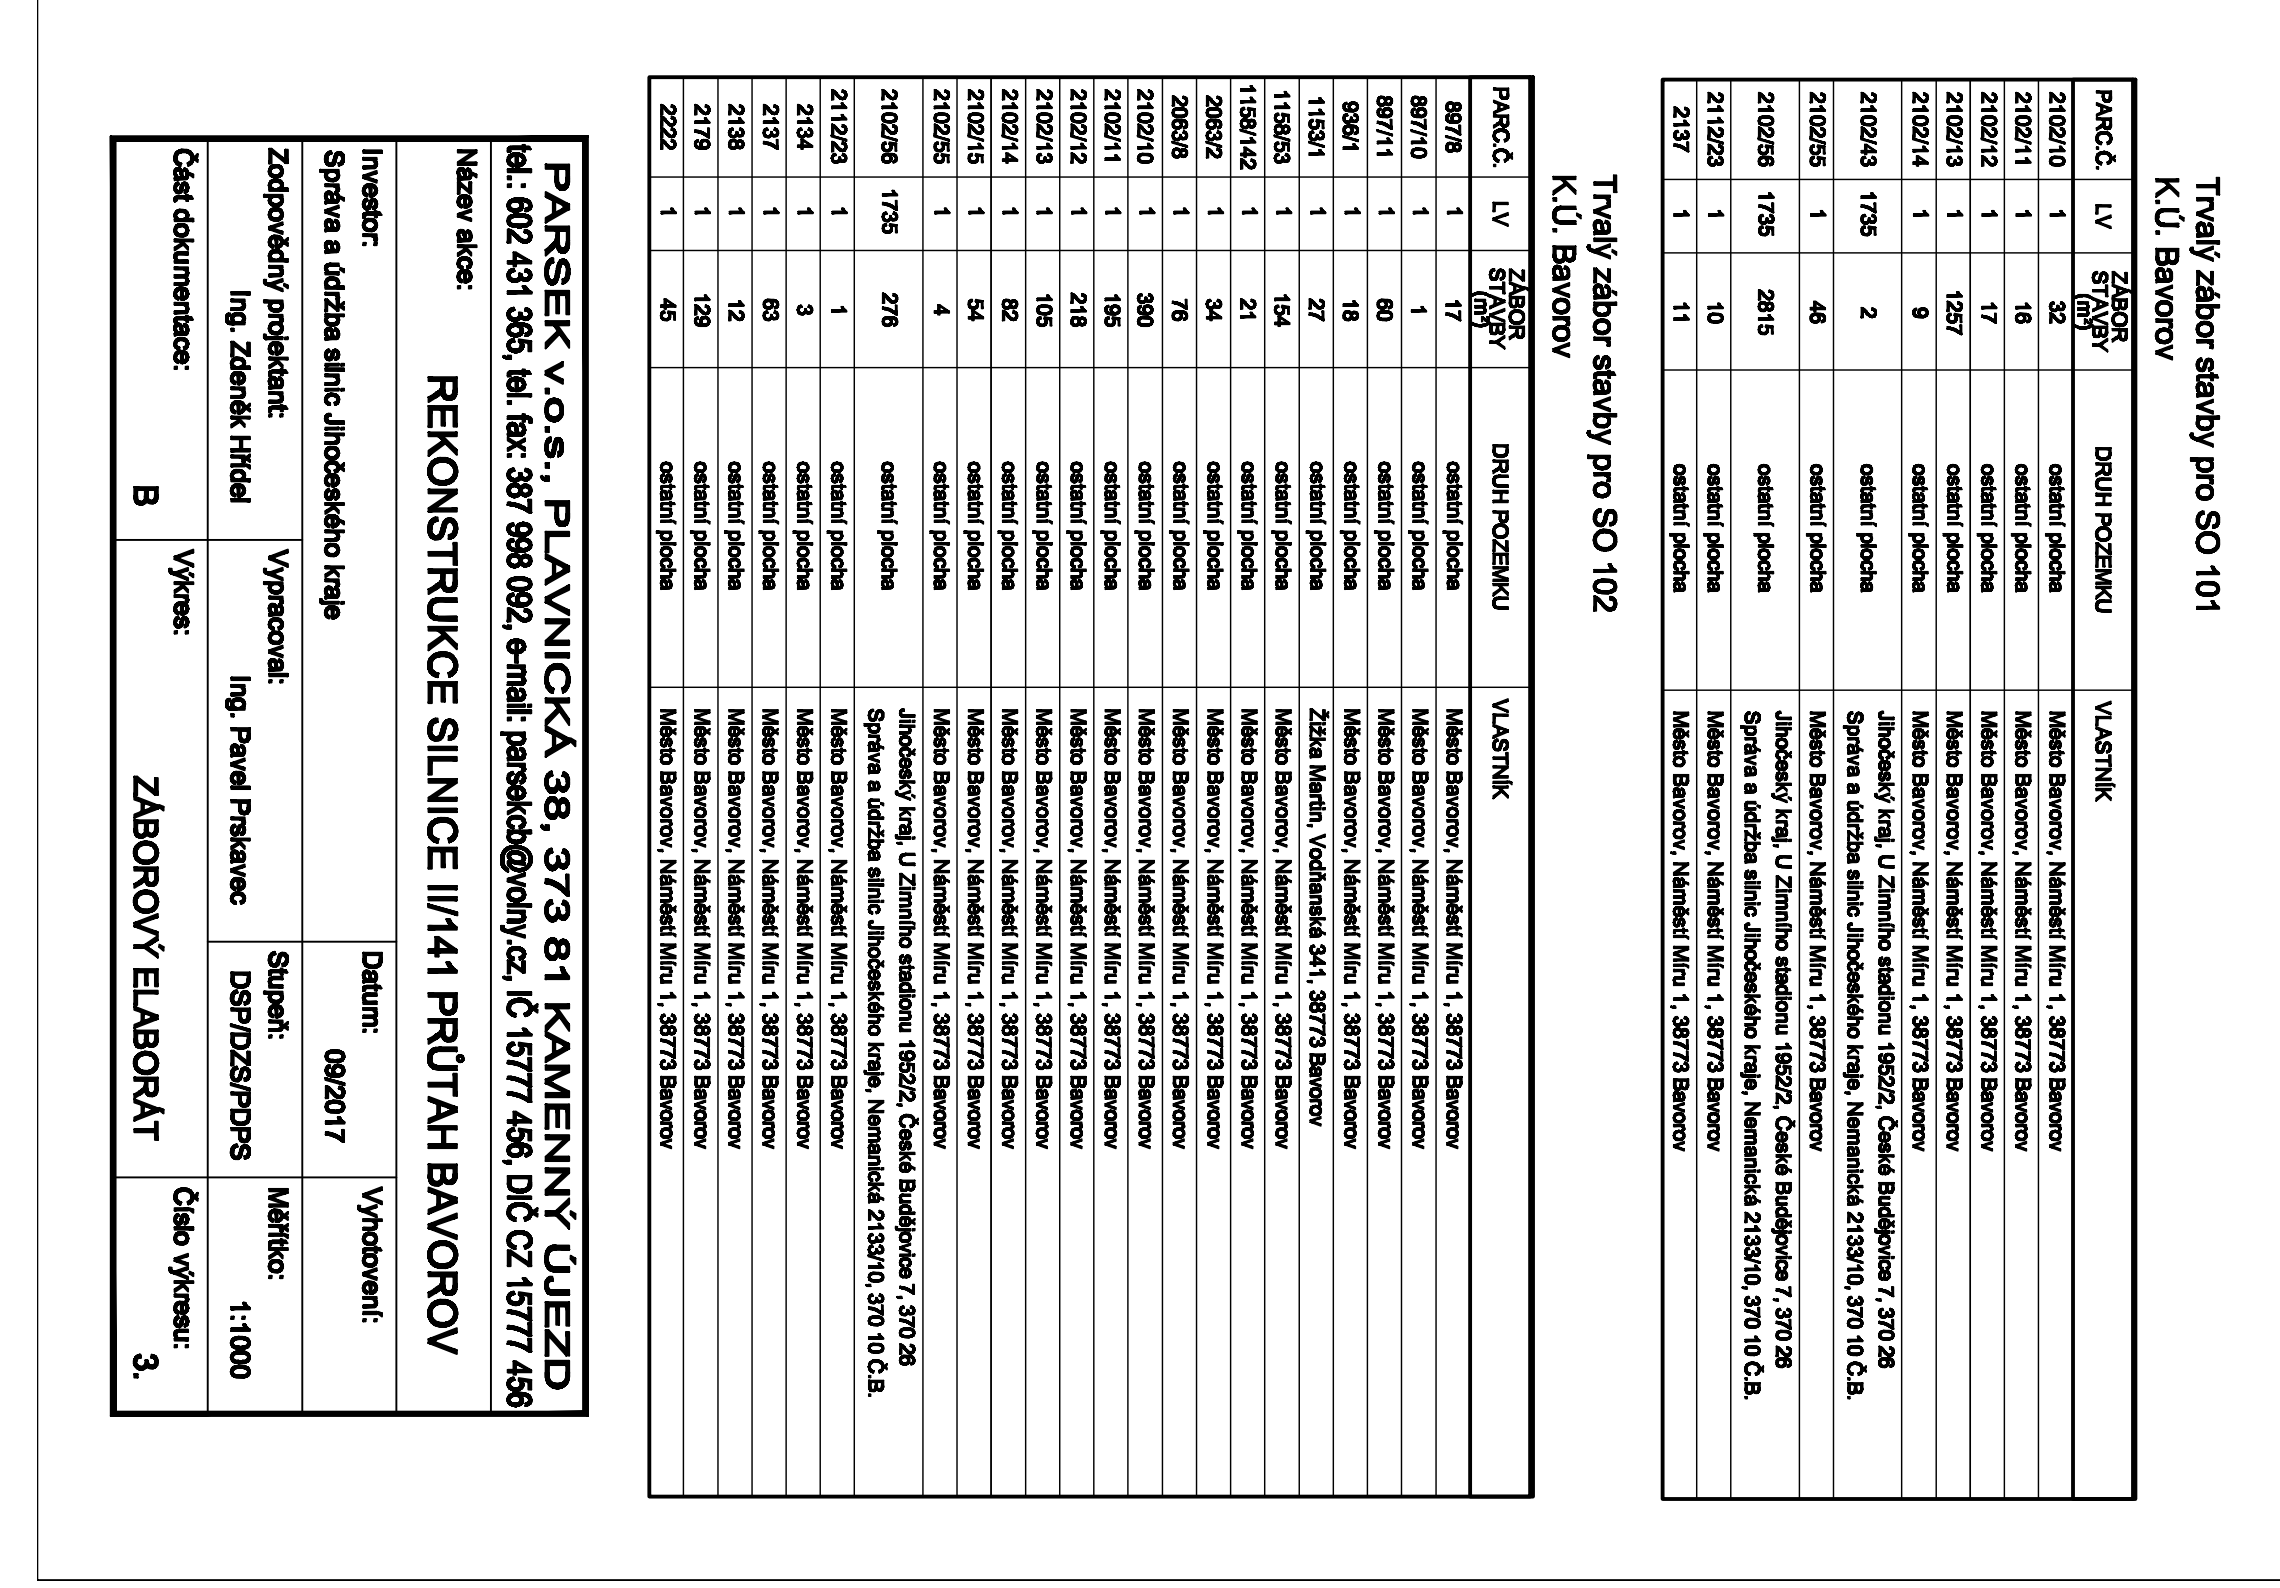 Trvalý zábor stavby pro SO 101
K.Ú. Bavorov
PARC.Č. LV ZÁBOR STAVBY (m²) DRUH POZEMKU VLASTNÍK
2102/10 1 32 ostatní plocha Město Bavorov, Náměstí Míru 1, 38773 Bavorov
2102/11 1 16 ostatní plocha Město Bavorov, Náměstí Míru 1, 38773 Bavorov
2102/12 1 17 ostatní plocha Město Bavorov, Náměstí Míru 1, 38773 Bavorov
2102/13 1 1257 ostatní plocha Město Bavorov, Náměstí Míru 1, 38773 Bavorov
2102/14 1 9 ostatní plocha Město Bavorov, Náměstí Míru 1, 38773 Bavorov
2102/43 1735 2 ostatní plocha Jihočeský kraj, U Zimního stadionu 1952/2, České Budějovice 7, 370 26
Správa a údržba silnic Jihočeského kraje, Nemanická 2133/10, 370 10 Č.B.
2102/55 1 46 ostatní plocha Město Bavorov, Náměstí Míru 1, 38773 Bavorov
2102/56 1735 2815 ostatní plocha Jihočeský kraj, U Zimního stadionu 1952/2, České Budějovice 7, 370 26
Správa a údržba silnic Jihočeského kraje, Nemanická 2133/10, 370 10 Č.B.
2112/23 1 10 ostatní plocha Město Bavorov, Náměstí Míru 1, 38773 Bavorov
2137 1 11 ostatní plocha Město Bavorov, Náměstí Míru 1, 38773 Bavorov
Trvalý zábor stavby pro SO 102
K.Ú. Bavorov
PARC.Č. LV ZÁBOR STAVBY (m²) DRUH POZEMKU VLASTNÍK
897/8 1 17 ostatní plocha Město Bavorov, Náměstí Míru 1, 38773 Bavorov
897/10 1 1 ostatní plocha Město Bavorov, Náměstí Míru 1, 38773 Bavorov
897/11 1 60 ostatní plocha Město Bavorov, Náměstí Míru 1, 38773 Bavorov
936/1 1 18 ostatní plocha Město Bavorov, Náměstí Míru 1, 38773 Bavorov
1153/1 1 27 ostatní plocha Žižka Martin, Vodňanská 341, 38773 Bavorov
1158/53 1 154 ostatní plocha Město Bavorov, Náměstí Míru 1, 38773 Bavorov
1158/142 1 21 ostatní plocha Město Bavorov, Náměstí Míru 1, 38773 Bavorov
2063/2 1 34 ostatní plocha Město Bavorov, Náměstí Míru 1, 38773 Bavorov
2063/8 1 76 ostatní plocha Město Bavorov, Náměstí Míru 1, 38773 Bavorov
2102/10 1 390 ostatní plocha Město Bavorov, Náměstí Míru 1, 38773 Bavorov
2102/11 1 195 ostatní plocha Město Bavorov, Náměstí Míru 1, 38773 Bavorov
2102/12 1 218 ostatní plocha Město Bavorov, Náměstí Míru 1, 38773 Bavorov
2102/13 1 105 ostatní plocha Město Bavorov, Náměstí Míru 1, 38773 Bavorov
2102/14 1 82 ostatní plocha Město Bavorov, Náměstí Míru 1, 38773 Bavorov
2102/15 1 54 ostatní plocha Město Bavorov, Náměstí Míru 1, 38773 Bavorov
2102/55 1 4 ostatní plocha Město Bavorov, Náměstí Míru 1, 38773 Bavorov
2102/56 1735 276 ostatní plocha Jihočeský kraj, U Zimního stadionu 1952/2, České Budějovice 7, 370 26
Správa a údržba silnic Jihočeského kraje, Nemanická 2133/10, 370 10 Č.B.
2112/23 1 1 ostatní plocha Město Bavorov, Náměstí Míru 1, 38773 Bavorov
2134 1 3 ostatní plocha Město Bavorov, Náměstí Míru 1, 38773 Bavorov
2137 1 63 ostatní plocha Město Bavorov, Náměstí Míru 1, 38773 Bavorov
2138 1 12 ostatní plocha Město Bavorov, Náměstí Míru 1, 38773 Bavorov
2179 1 129 ostatní plocha Město Bavorov, Náměstí Míru 1, 38773 Bavorov
2222 1 45 ostatní plocha Město Bavorov, Náměstí Míru 1, 38773 Bavorov
PARSEK v.o.s., PLAVNICKÁ 38, 373 81 KAMENNÝ ÚJEZD
tel.: 602 431 365, tel. fax: 387 998 092, e-mail: parsekcb@volny.cz, IČ 15777 456, DIČ CZ 15777 456
Název akce:
REKONSTRUKCE SILNICE II/141 PRŮTAH BAVOROV
Investor: Datum: Vyhotovení:
Správa a údržba silnic Jihočeského kraje 09/2017
Zodpovědný projektant: Vypracoval: Stupeň: Měřítko:
Ing. Zdeněk Hřídel Ing. Pavel Prskavec DSP/DZS/PDPS 1:1000
Část dokumentace: Výkres: Číslo výkresu:
B ZÁBOROVÝ ELABORÁT 3.